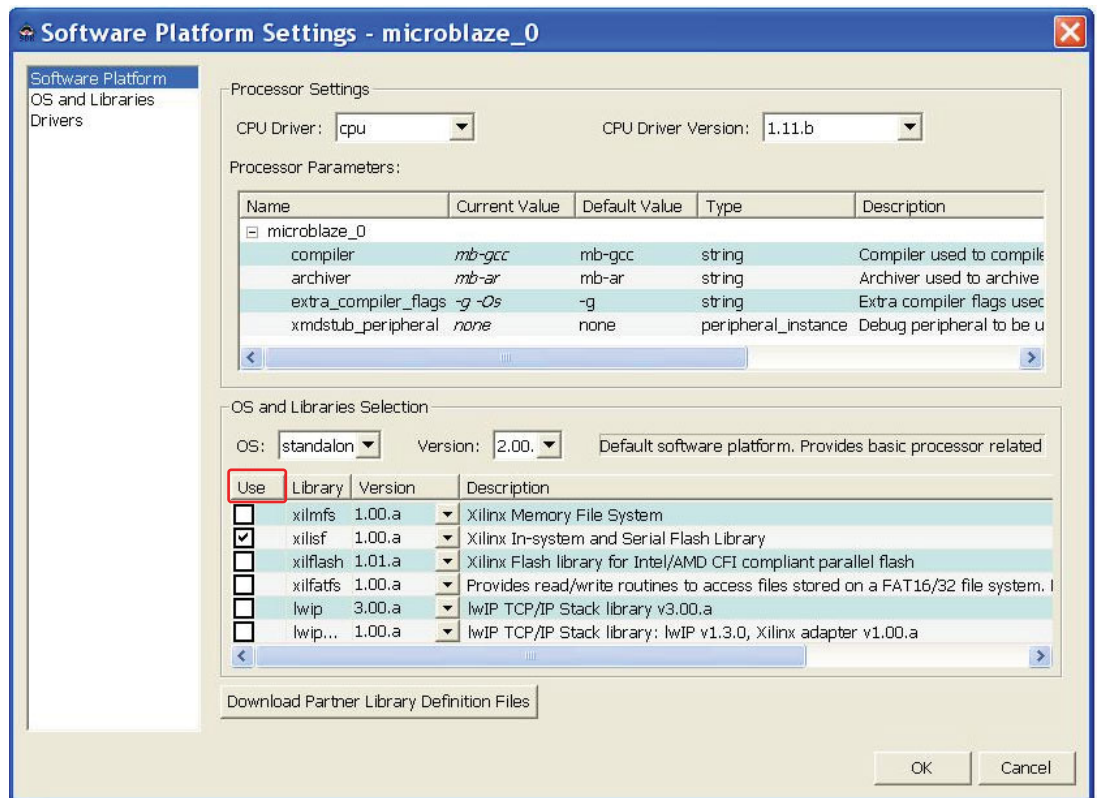 Software Platform Settings - microblaze_0
Software Platform
OS and Libraries
Drivers
Processor Settings
CPU Driver: cpu CPU Driver Version: 1.11.b
Processor Parameters:
Name Current Value Default Value Type Description
microblaze_0
compiler mb-gcc mb-gcc string Compiler used to compile
archiver mb-ar mb-ar string Archiver used to archive
extra_compiler_flags -g -Os -g string Extra compiler flags used
xmdstub_peripheral none none peripheral_instance Debug peripheral to be u
OS and Libraries Selection
OS: standalon Version: 2.00. Default software platform. Provides basic processor related
Use Library Version Description
xilmfs 1.00.a Xilinx Memory File System
xilisf 1.00.a Xilinx In-system and Serial Flash Library
xilflash 1.01.a Xilinx Flash library for Intel/AMD CFI compliant parallel flash
xilfatfs 1.00.a Provides read/write routines to access files stored on a FAT16/32 file system.
lwip 3.00.a lwIP TCP/IP Stack library v3.00.a
lwip... 1.00.a lwIP TCP/IP Stack library: lwIP v1.3.0, Xilinx adapter v1.00.a
Download Partner Library Definition Files
OK Cancel